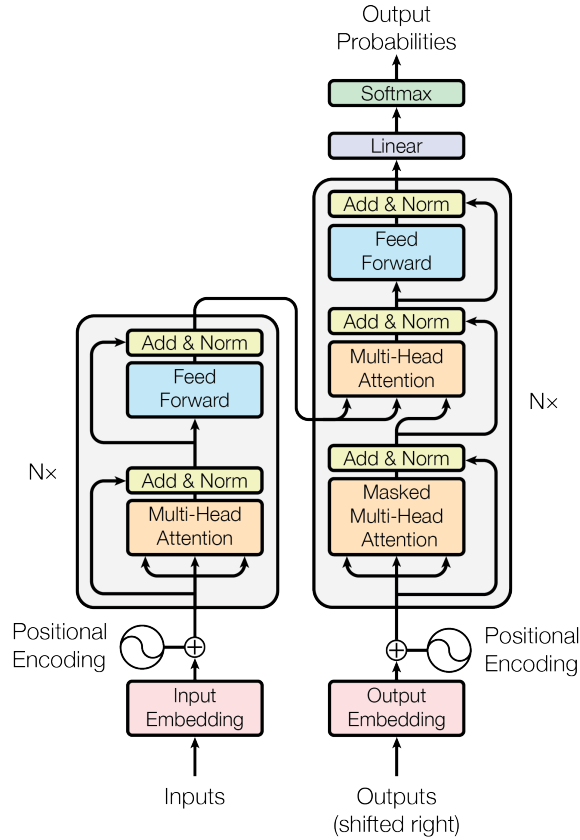 Output
Probabilities
Softmax
Linear
Add & Norm
Feed
Forward
Add & Norm
Multi-Head
Attention
Add & Norm
Masked
Multi-Head
Attention
N×
Positional
Encoding
Output
Embedding
Outputs
(shifted right)
Add & Norm
Feed
Forward
Add & Norm
Multi-Head
Attention
N×
Positional
Encoding
Input
Embedding
Inputs